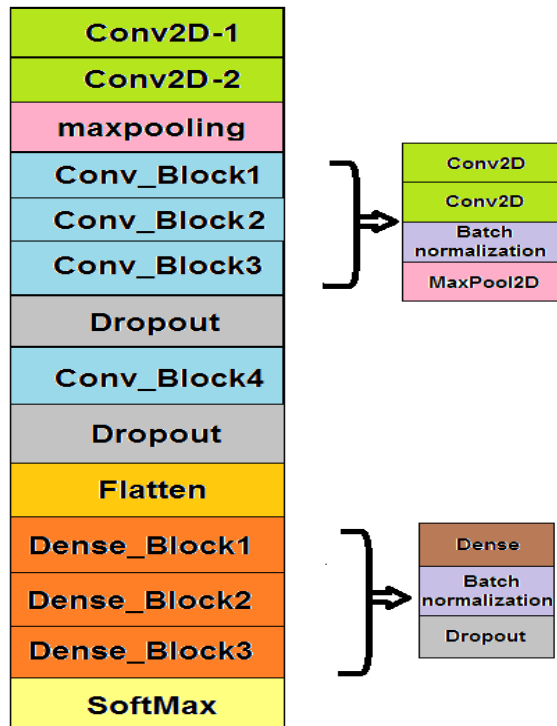 Conv2D-1
Conv2D-2
maxpooling
Conv_Block1
Conv_Block2
Conv_Block3
Dropout
Conv_Block4
Dropout
Flatten
Dense_Block1
Dense_Block2
Dense_Block3
SoftMax
Conv2D
Conv2D
Batch
normalization
MaxPool2D
Dense
Batch
normalization
Dropout